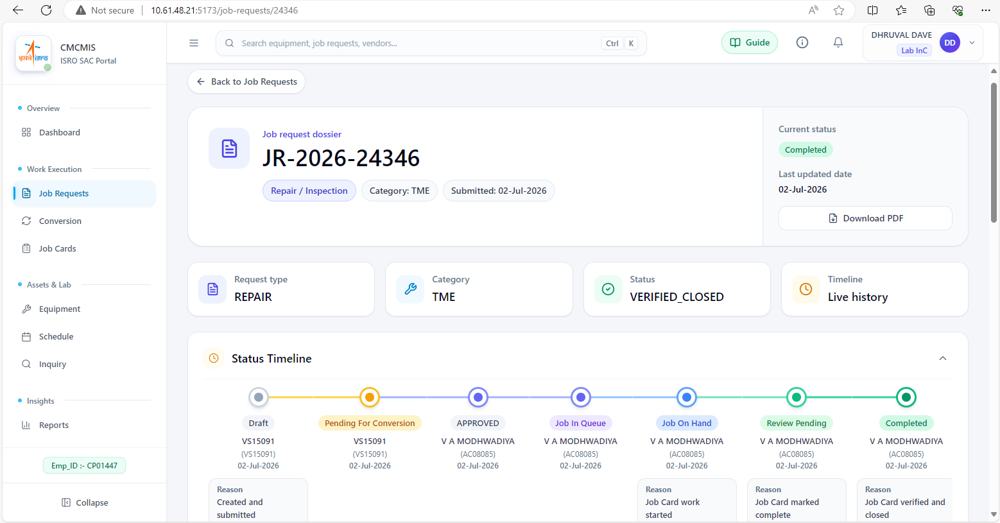 Not secure
10.61.48.21:5173/job-requests/24346
इसरो isro
CMCMIS
ISRO SAC Portal
Search equipment, job requests, vendors...
Ctrl K
Guide
DHRUVAL DAVE
Lab InC
DD
Overview
Dashboard
Work Execution
Job Requests
Conversion
Job Cards
Assets & Lab
Equipment
Schedule
Inquiry
Insights
Reports
Emp_ID :- CP01447
Collapse
Back to Job Requests
Job request dossier
JR-2026-24346
Repair / Inspection
Category: TME
Submitted: 02-Jul-2026
Current status
Completed
Last updated date
02-Jul-2026
Download PDF
Request type
REPAIR
Category
TME
Status
VERIFIED_CLOSED
Timeline
Live history
Status Timeline
Draft
VS15091
(VS15091)
02-Jul-2026
Reason
Created and
submitted
Pending For Conversion
VS15091
(VS15091)
02-Jul-2026
APPROVED
V A MODHWADIYA
(AC08085)
02-Jul-2026
Job In Queue
V A MODHWADIYA
(AC08085)
02-Jul-2026
Job On Hand
V A MODHWADIYA
(AC08085)
02-Jul-2026
Reason
Job Card work
started
Review Pending
V A MODHWADIYA
(AC08085)
02-Jul-2026
Reason
Job Card marked
complete
Completed
V A MODHWADIYA
(AC08085)
02-Jul-2026
Reason
Job Card verified and
closed